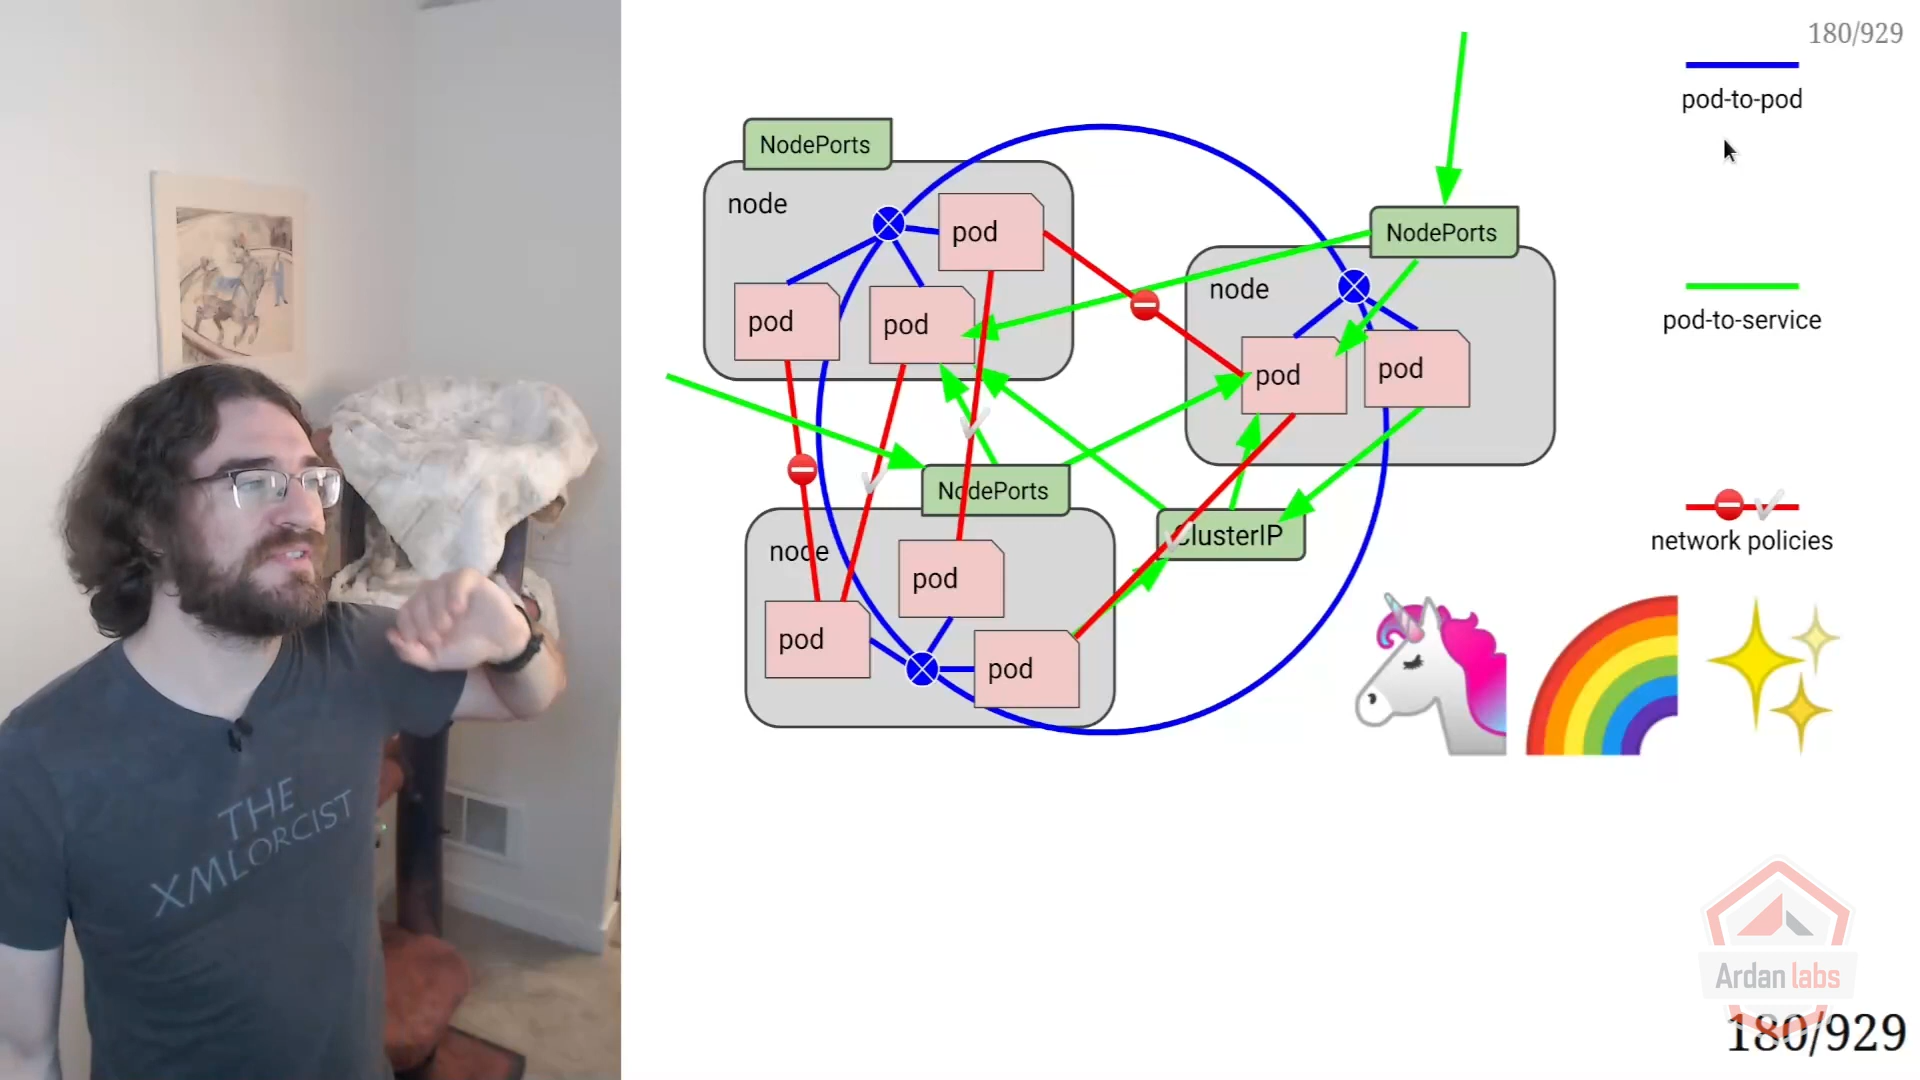 180/929
pod-to-pod
NodePorts
node
pod
NodePorts
node
pod
pod
pod-to-service
pod
pod
NodePorts
ClusterIP
node
network policies
pod
pod
pod
THE
XMLORCIST
Ardan labs
180/929